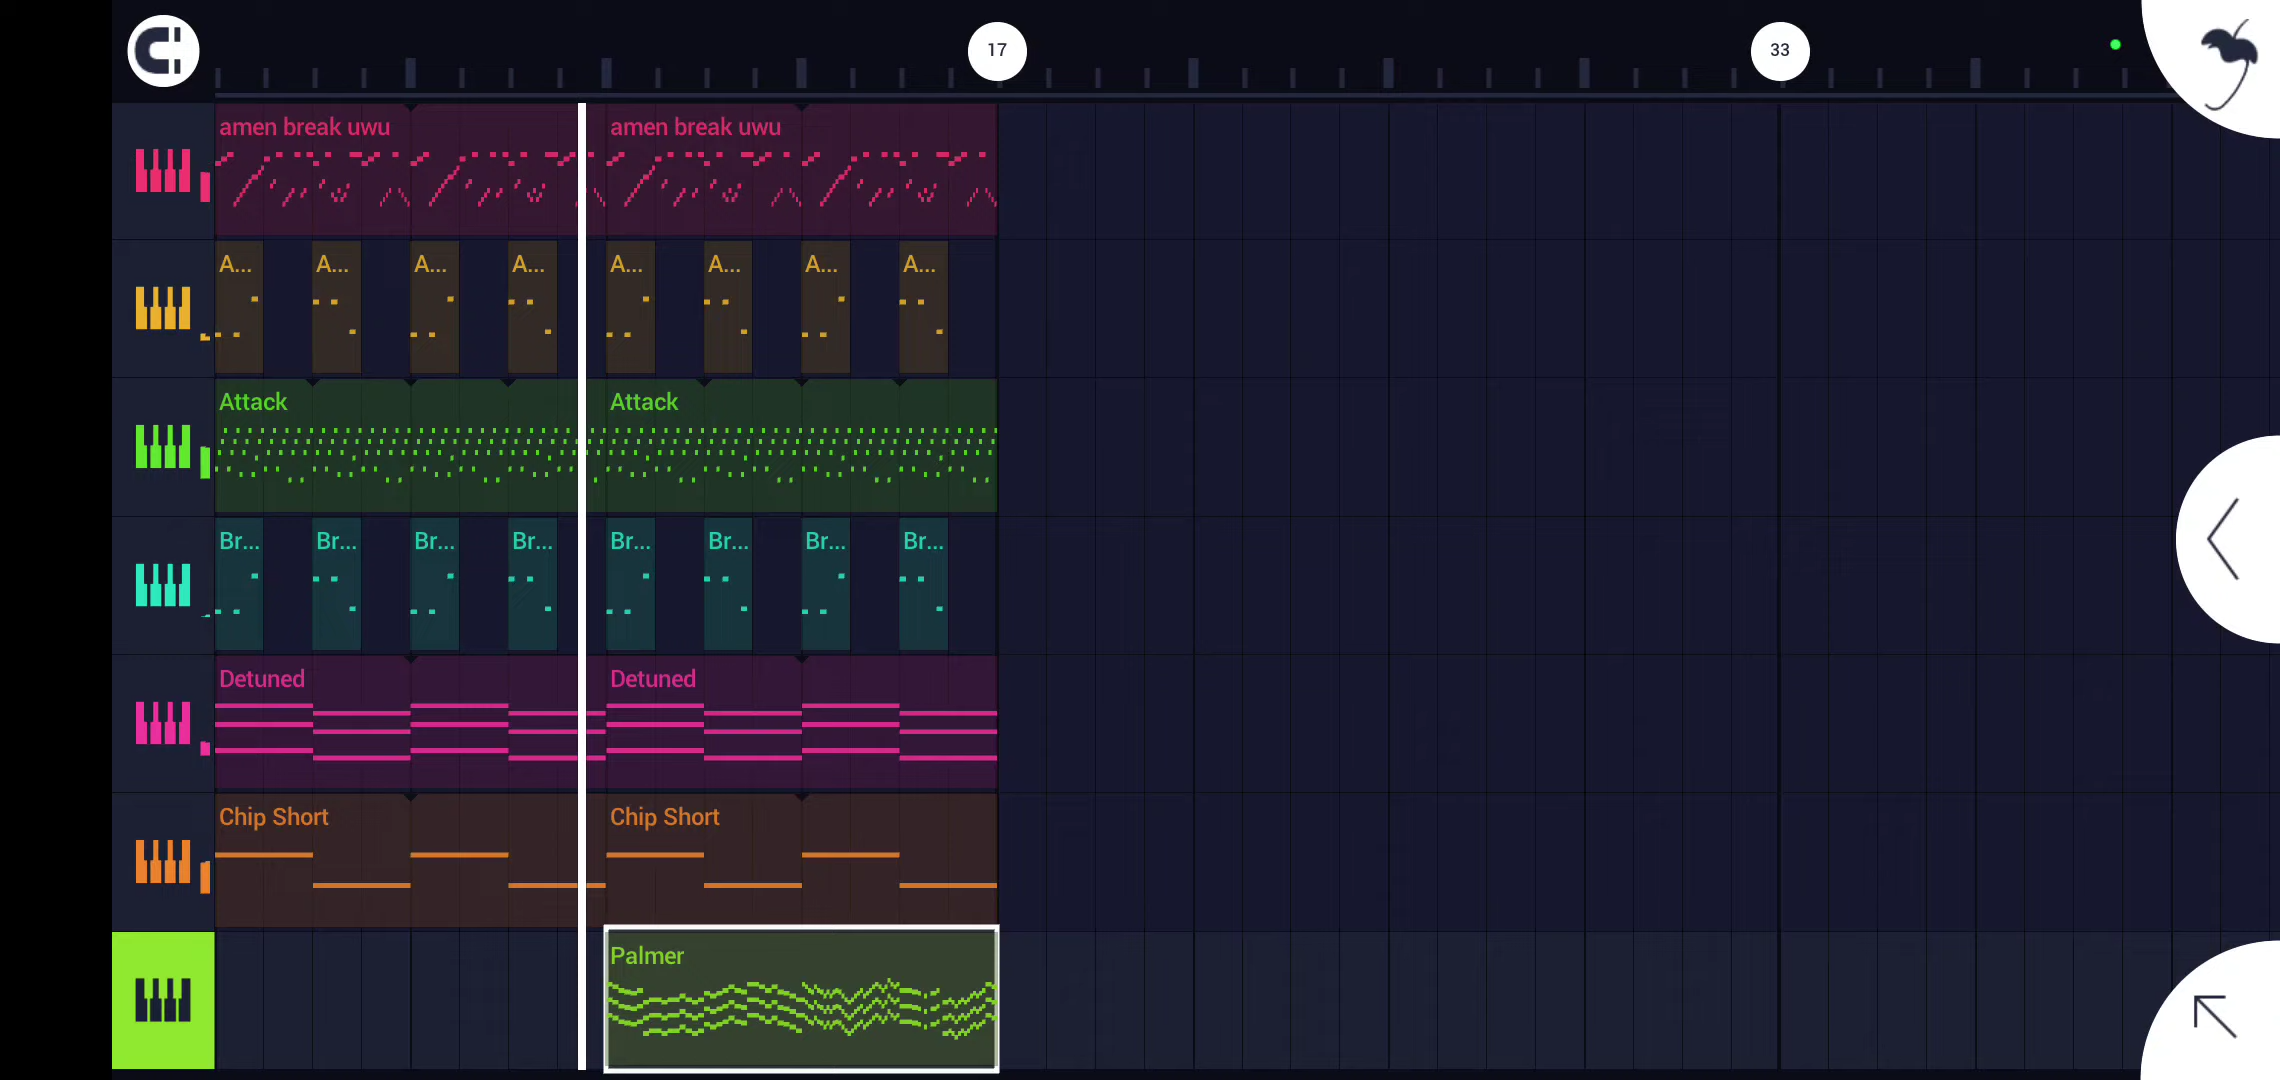 17 33
amen break uwu amen break uwu
A... A... A... A... A... A... A... A...
Attack Attack
Br... Br... Br... Br... Br... Br... Br... Br...
Detuned Detuned
Chip Short Chip Short
Palmer